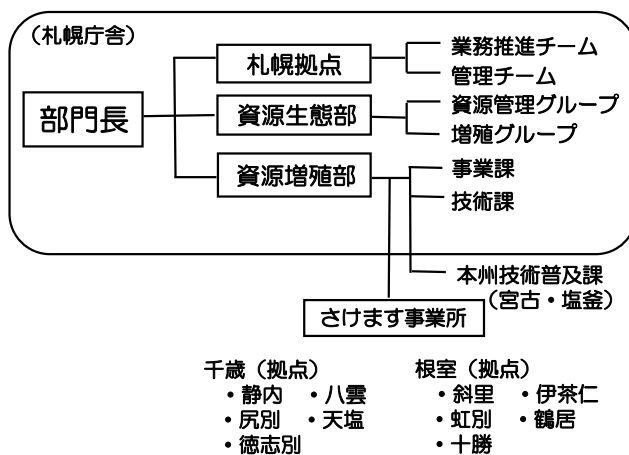 （札幌庁舎）
部門長
札幌拠点
業務推進チーム
管理チーム
資源生態部
資源管理グループ
増殖グループ
資源増殖部
事業課
技術課
本州技術普及課
（宮古・塩釜）
さけます事業所
千歳（拠点）
・静内 ・八雲
・尻別 ・天塩
・徳志別
根室（拠点）
・斜里 ・伊茶仁
・虹別 ・鶴居
・十勝